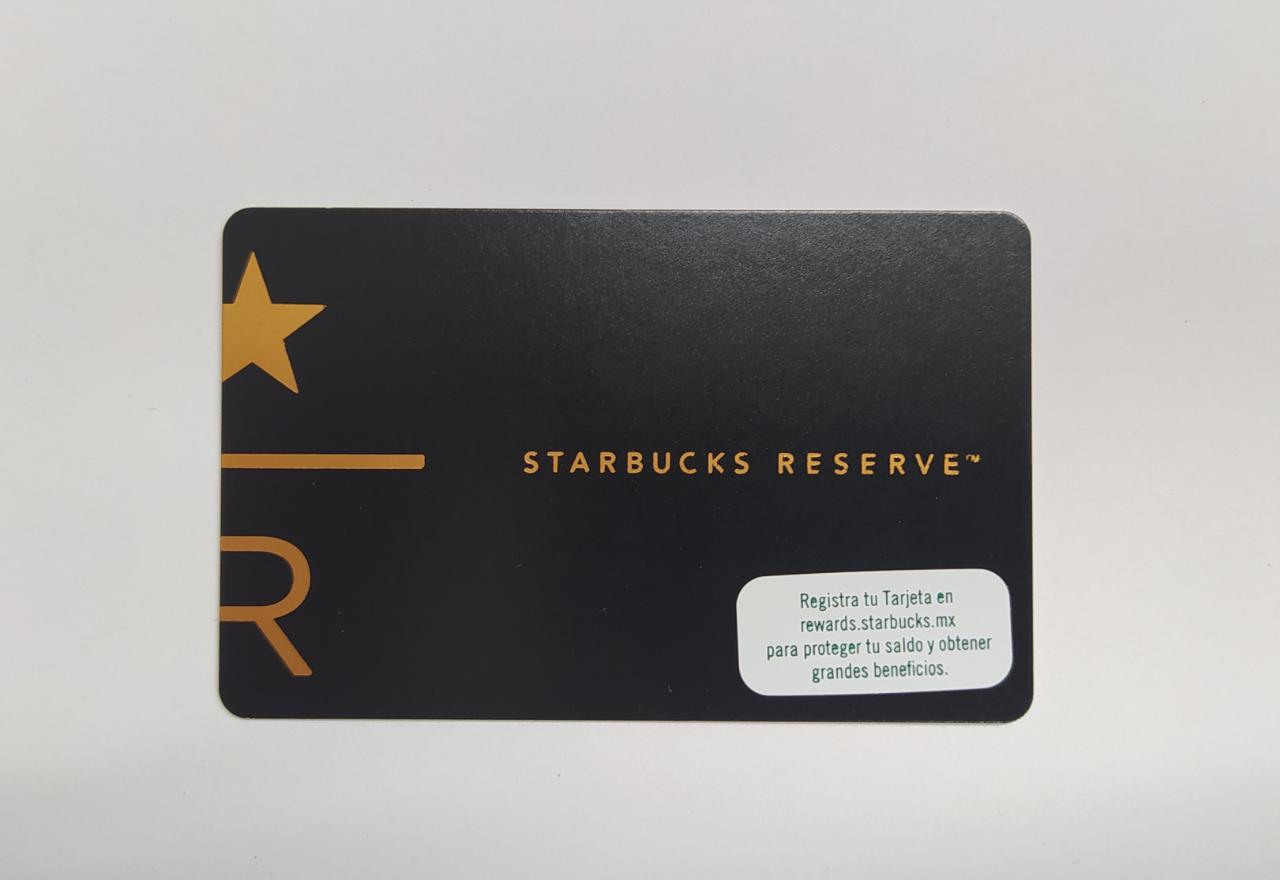 STARBUCKS RESERVE™
R
Registra tu Tarjeta en
rewards.starbucks.mx
para proteger tu saldo y obtener
grandes beneficios.